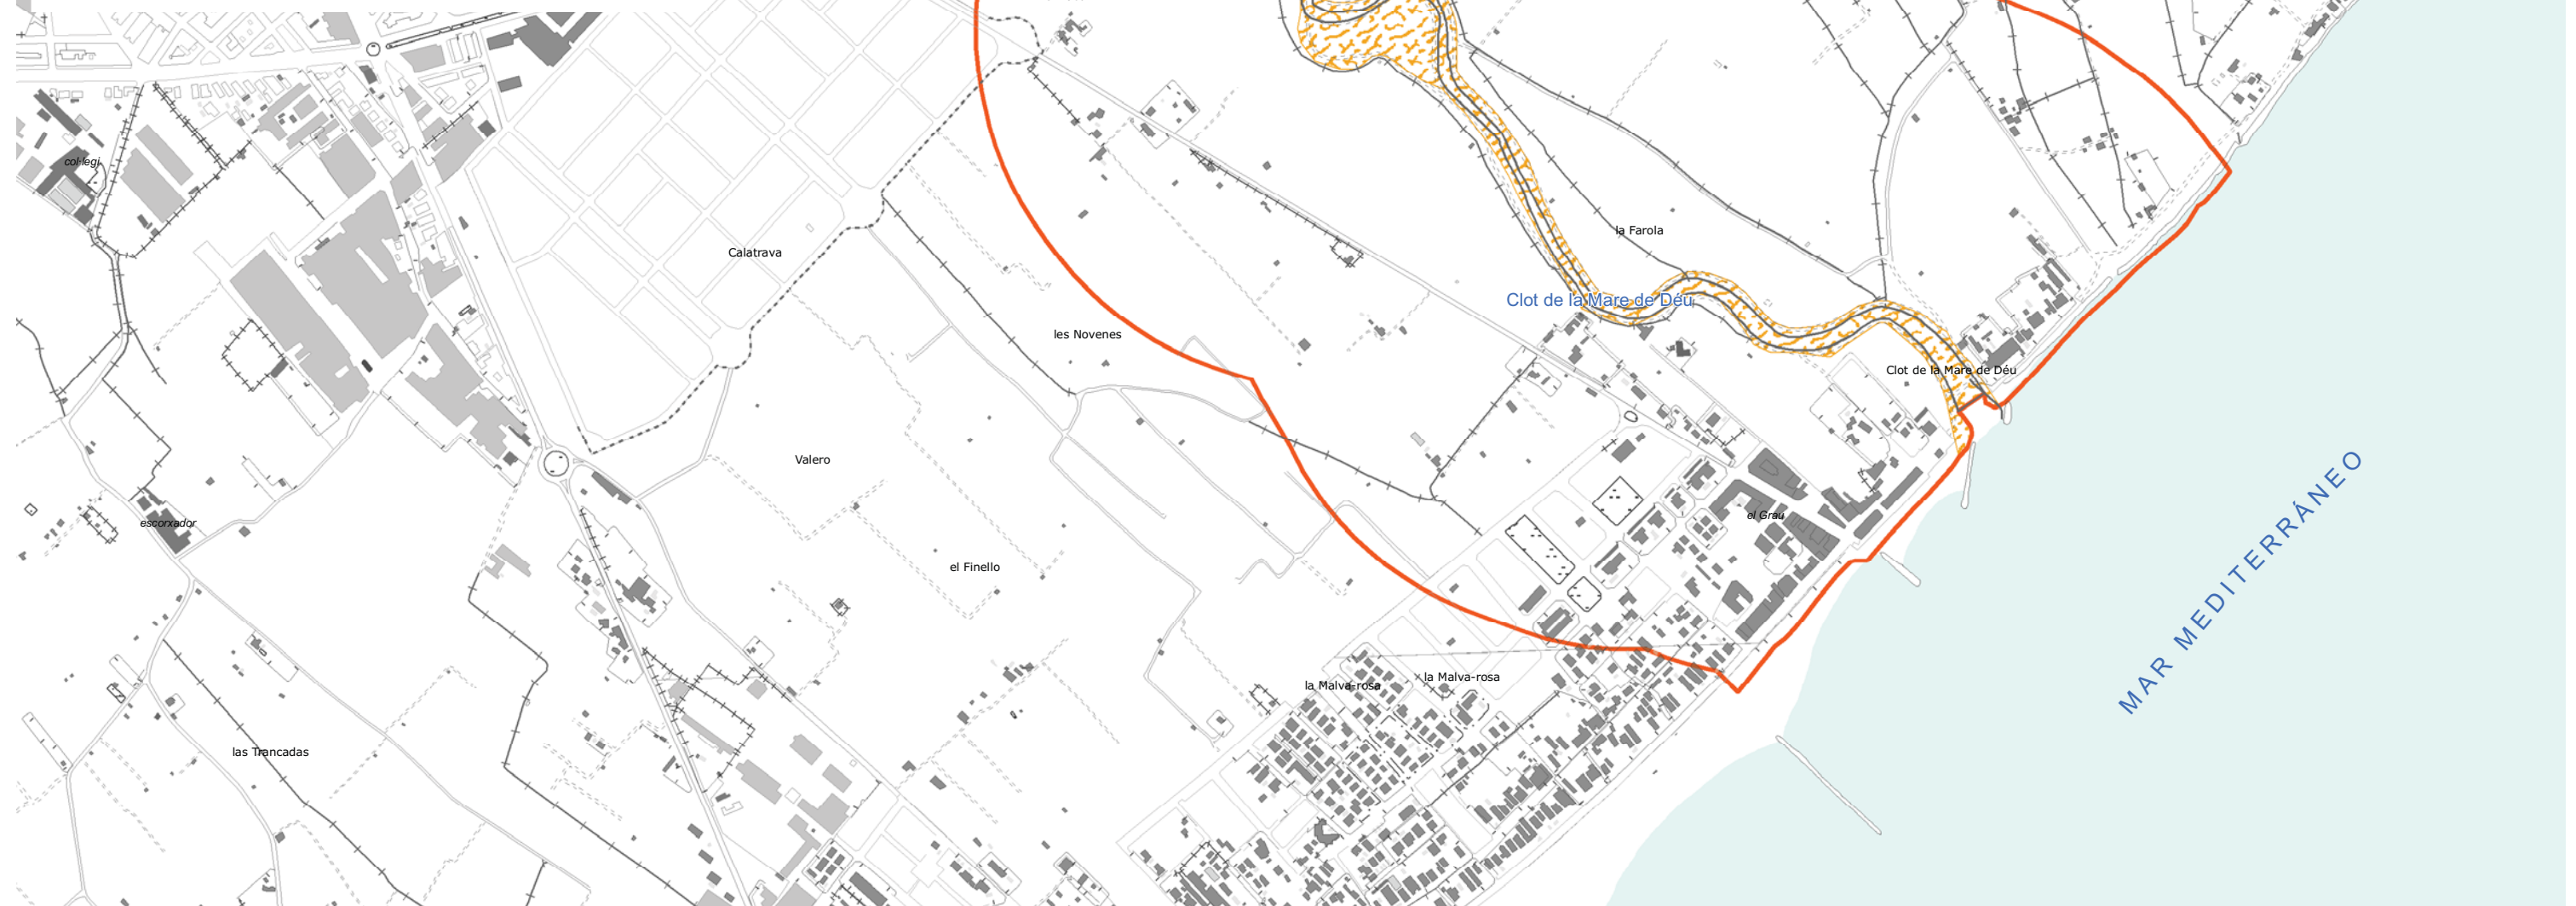 col·legi
la Farola
Calatrava
Clot de la Mare de Déu
les Novenes
Clot de la Mare de Déu
Valero
MAR MEDITERRÁNEO
el Grau
escorxador
el Finello
la Malva-rosa
la Malva-rosa
las Trancadas